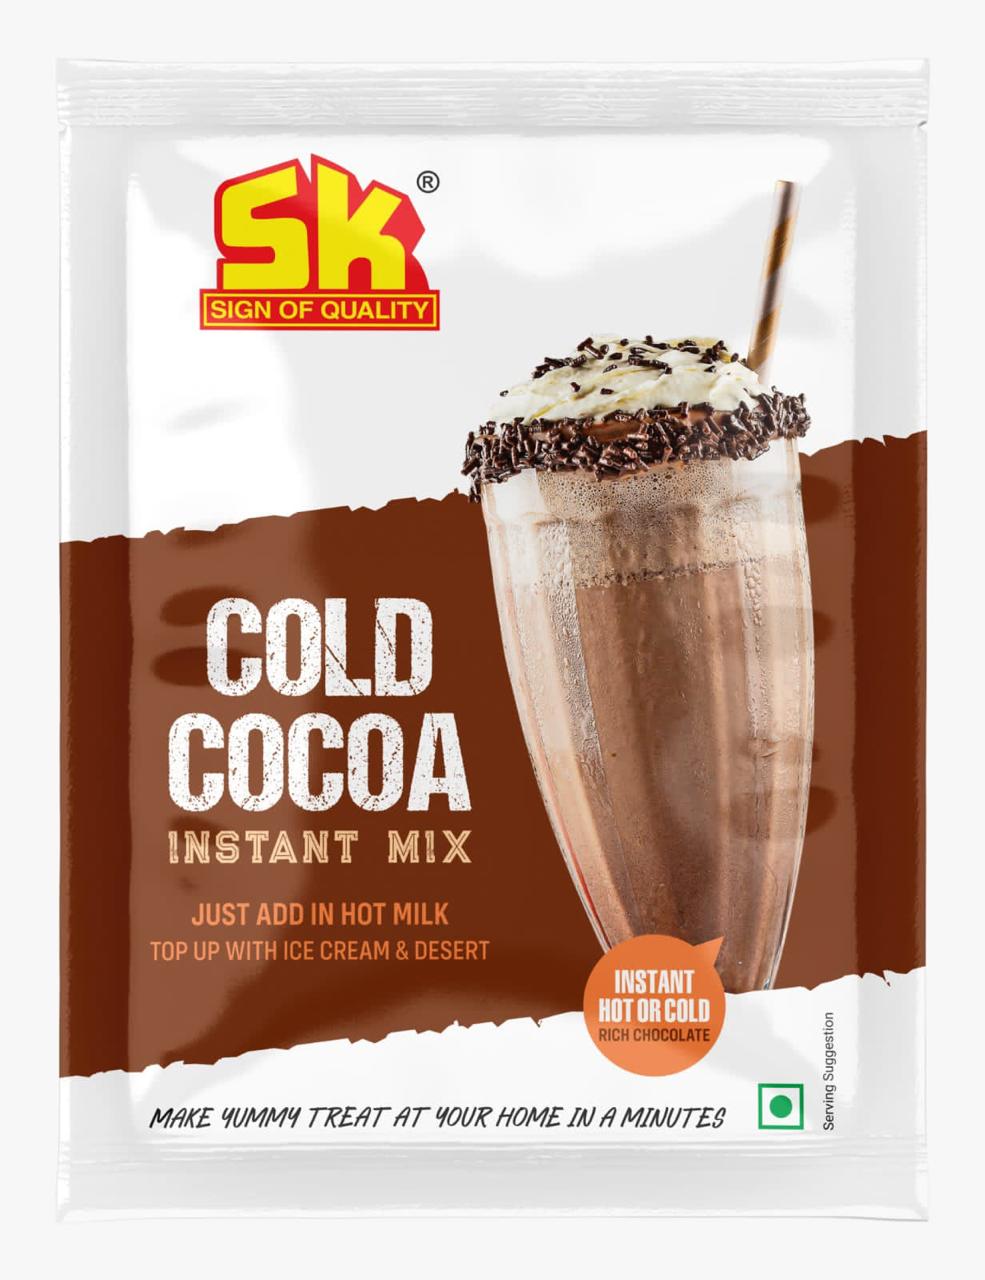 SK ®
SIGN OF QUALITY
COLD
COCOA
INSTANT MIX
JUST ADD IN HOT MILK
TOP UP WITH ICE CREAM & DESERT
INSTANT
HOT OR COLD
RICH CHOCOLATE
MAKE YUMMY TREAT AT YOUR HOME IN A MINUTES
Serving Suggestion